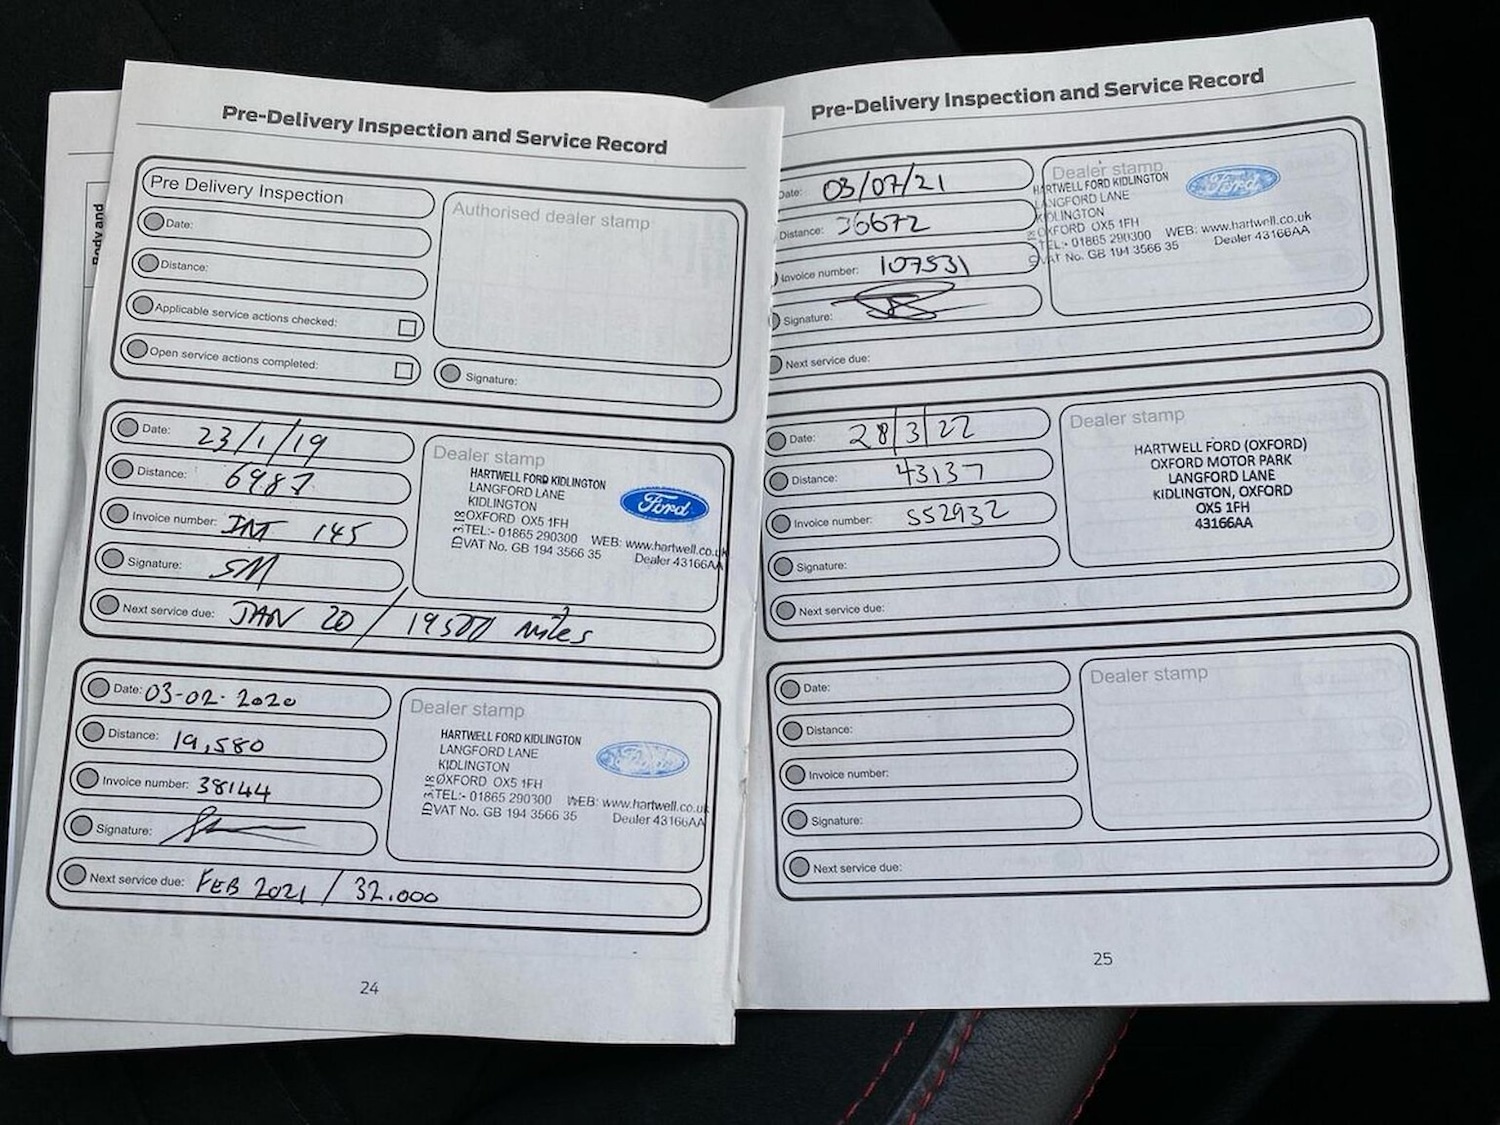 Body and
Pre-Delivery Inspection and Service Record
Pre Delivery Inspection
Date:
Distance:
Applicable service actions checked:
Open service actions completed:
Authorised dealer stamp
Signature:
Date: 23/1/19
Distance: 6987
Invoice number: INT 145
Signature: SM
Next service due: JAN 20 / 19500 miles
Dealer stamp
HARTWELL FORD KIDLINGTON
LANGFORD LANE
KIDLINGTON
OXFORD OX5 1FH
TEL:- 01865 290300 WEB: www.hartwell.co.uk
VAT No. GB 194 3566 35 Dealer 43166AA
Ford
Date: 03-02-2020
Distance: 19,580
Invoice number: 38144
Signature:
Next service due: FEB 2021 / 32.000
Dealer stamp
HARTWELL FORD KIDLINGTON
LANGFORD LANE
KIDLINGTON
OXFORD OX5 1FH
TEL:- 01865 290300 WEB: www.hartwell.co.uk
VAT No. GB 194 3566 35 Dealer 43166AA
24
Pre-Delivery Inspection and Service Record
Date: 03/07/21
Distance: 36672
Invoice number: 107531
Signature:
Next service due:
Dealer stamp
HARTWELL FORD KIDLINGTON
LANGFORD LANE
KIDLINGTON
OXFORD OX5 1FH
TEL:- 01865 290300 WEB: www.hartwell.co.uk
VAT No. GB 194 3566 35 Dealer 43166AA
Ford
Date: 28/3/22
Distance: 43137
Invoice number: 552932
Signature:
Next service due:
Dealer stamp
HARTWELL FORD (OXFORD)
OXFORD MOTOR PARK
LANGFORD LANE
KIDLINGTON, OXFORD
OX5 1FH
43166AA
Date:
Distance:
Invoice number:
Signature:
Next service due:
Dealer stamp
25